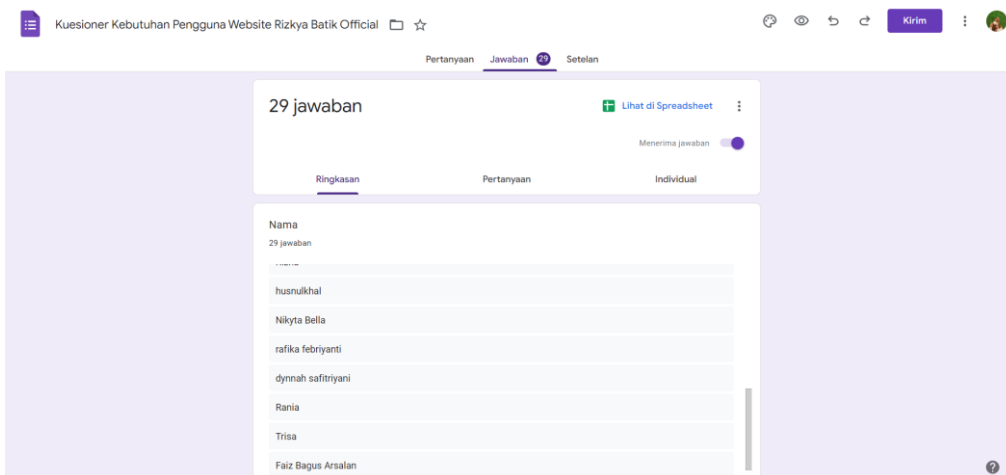 Kuesioner Kebutuhan Pengguna Website Rizkya Batik Official
Kirim
Pertanyaan Jawaban 29 Setelan
29 jawaban
Lihat di Spreadsheet
Menerima jawaban
Ringkasan Pertanyaan Individual
Nama
29 jawaban
husnulkhal
Nikyta Bella
rafika febriyanti
dynnah safitriyani
Rania
Trisa
Faiz Bagus Arsalan